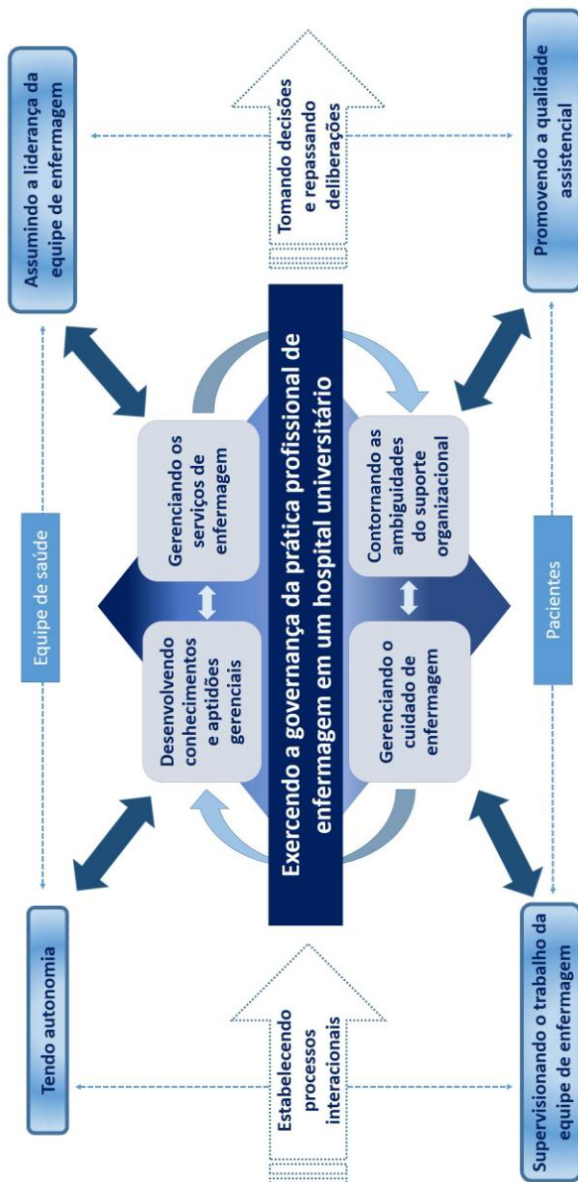 Tendo autonomia
Equipe de saúde
Assumindo a liderança da
equipe de enfermagem
Desenvolvendo
conhecimentos
e aptidões
gerenciais
Gerenciando os
serviços de
enfermagem
Estabelecendo
processos
interacionais
Exercendo a governança da prática profissional de
enfermagem em um hospital universitário
Tomando decisões
e repassando
deliberações
Gerenciando o
cuidado de
enfermagem
Contornando as
ambiguidades
do suporte
organizacional
Supervisionando o trabalho da
equipe de enfermagem
Pacientes
Promovendo a qualidade
assistencial